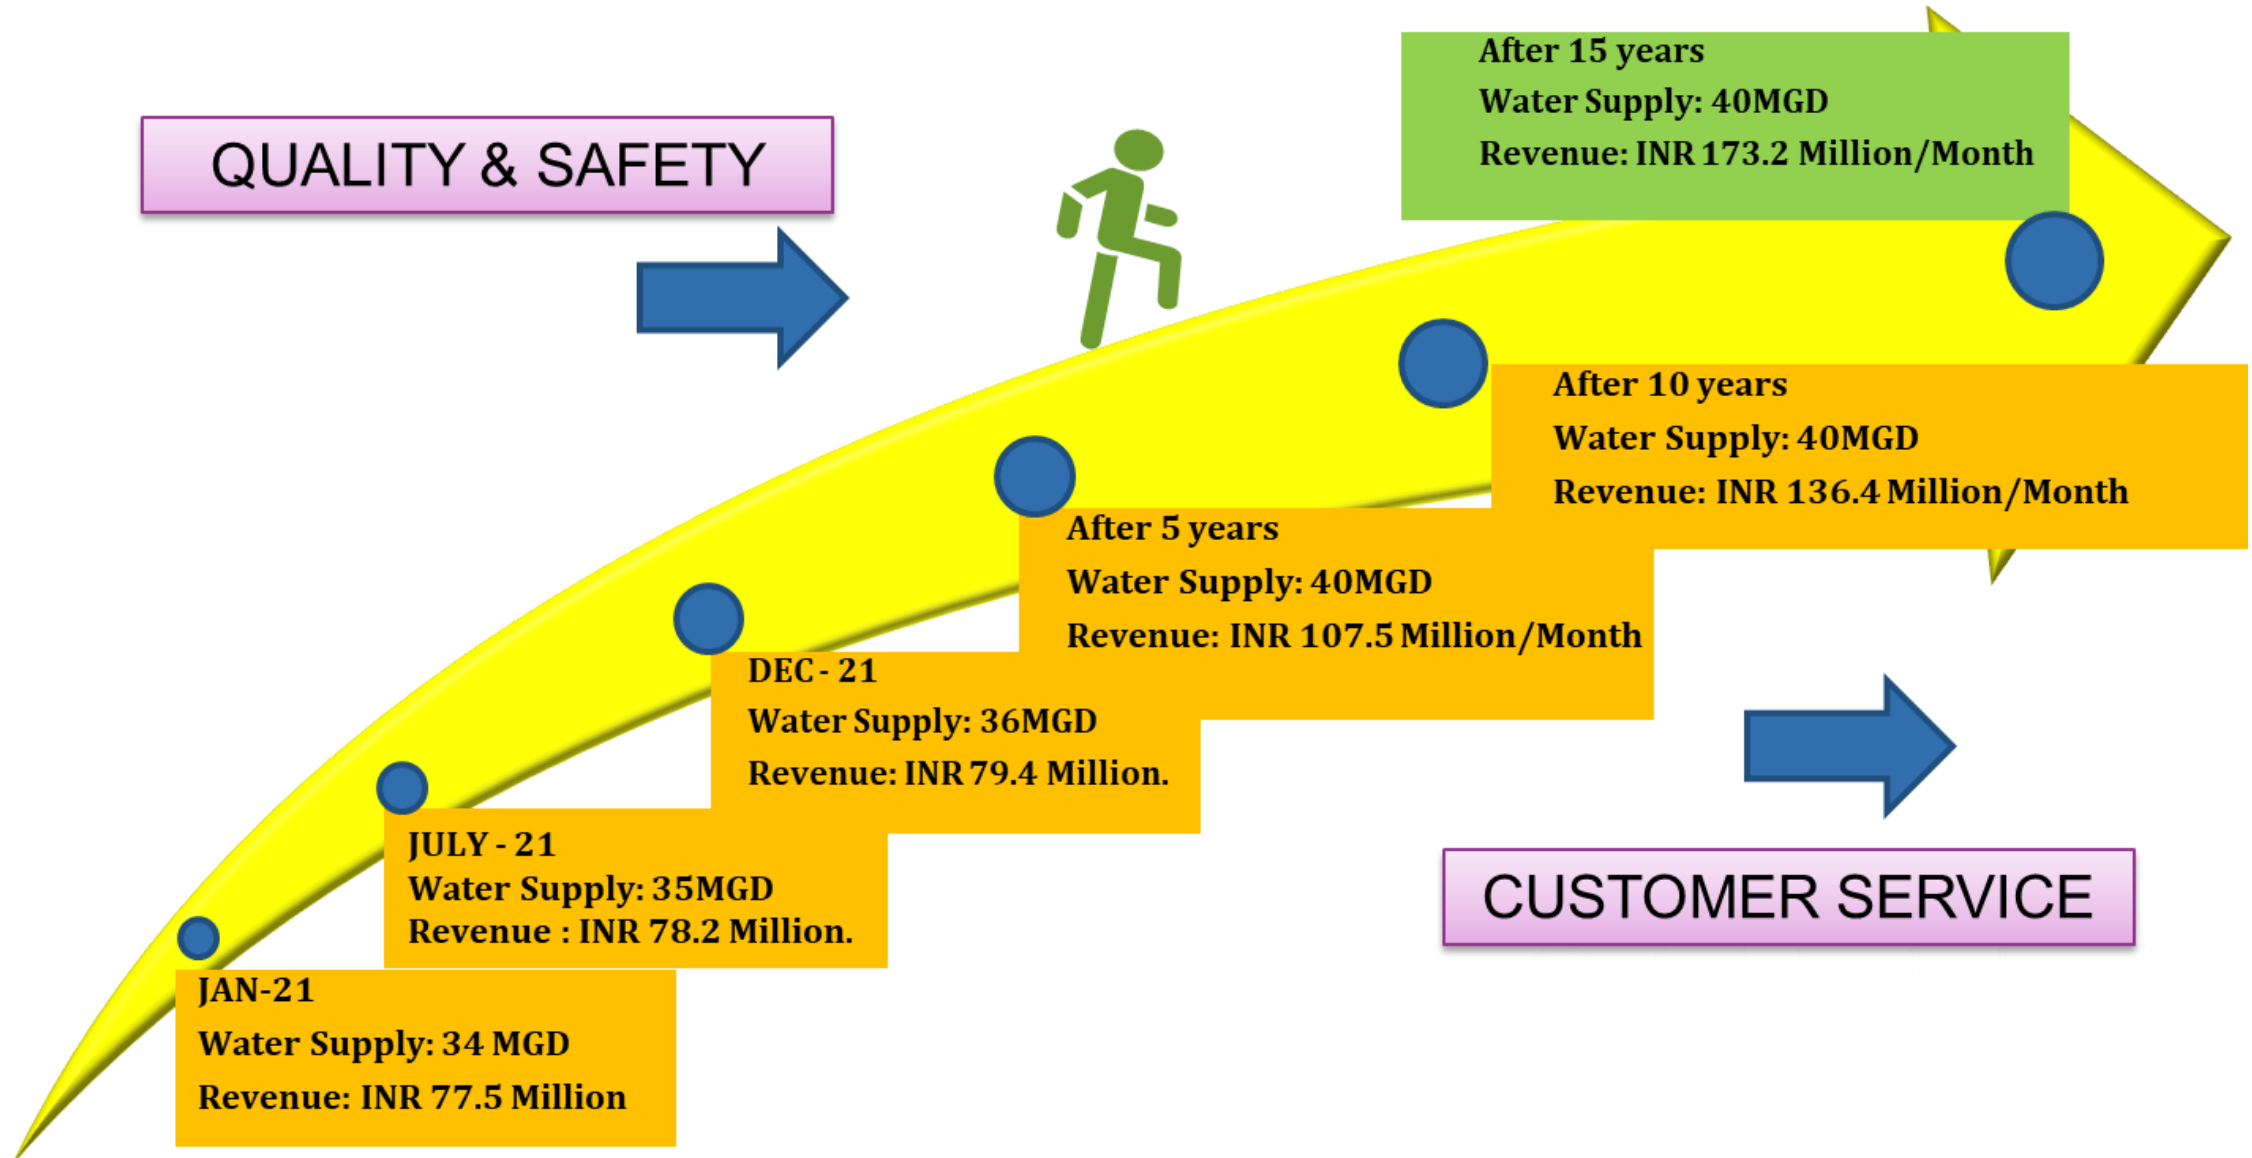 After 15 years
Water Supply: 40MGD
Revenue: INR 173.2 Million/Month
QUALITY & SAFETY
After 10 years
Water Supply: 40MGD
Revenue: INR 136.4 Million/Month
After 5 years
Water Supply: 40MGD
Revenue: INR 107.5 Million/Month
DEC - 21
Water Supply: 36MGD
Revenue: INR 79.4 Million.
JULY - 21
Water Supply: 35MGD
Revenue : INR 78.2 Million.
CUSTOMER SERVICE
JAN-21
Water Supply: 34 MGD
Revenue: INR 77.5 Million